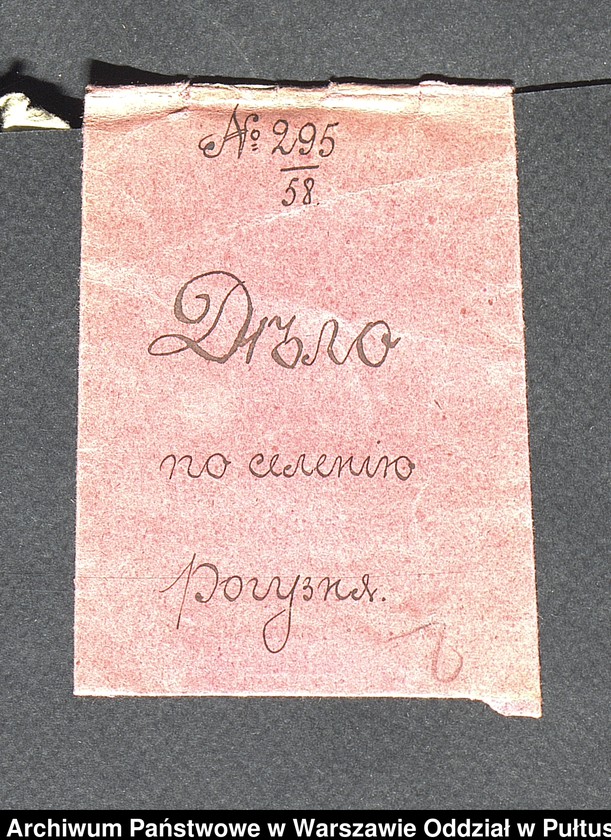 № 295
58.
Дѣло
по селенію
Рогузня.
Archiwum Państwowe w Warszawie Oddział w Pułtus